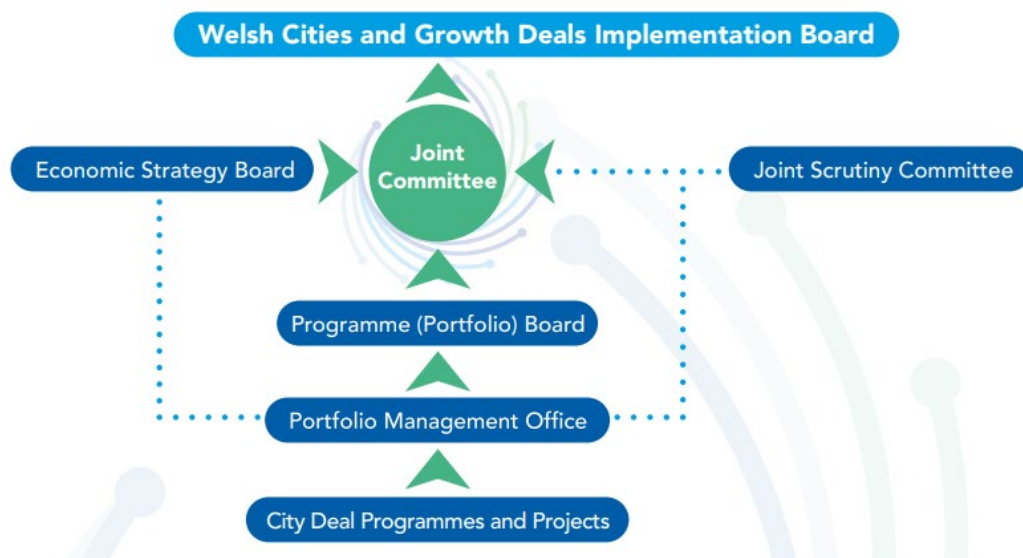 Welsh Cities and Growth Deals Implementation Board
Joint
Committee
Economic Strategy Board
Joint Scrutiny Committee
Programme (Portfolio) Board
Portfolio Management Office
City Deal Programmes and Projects